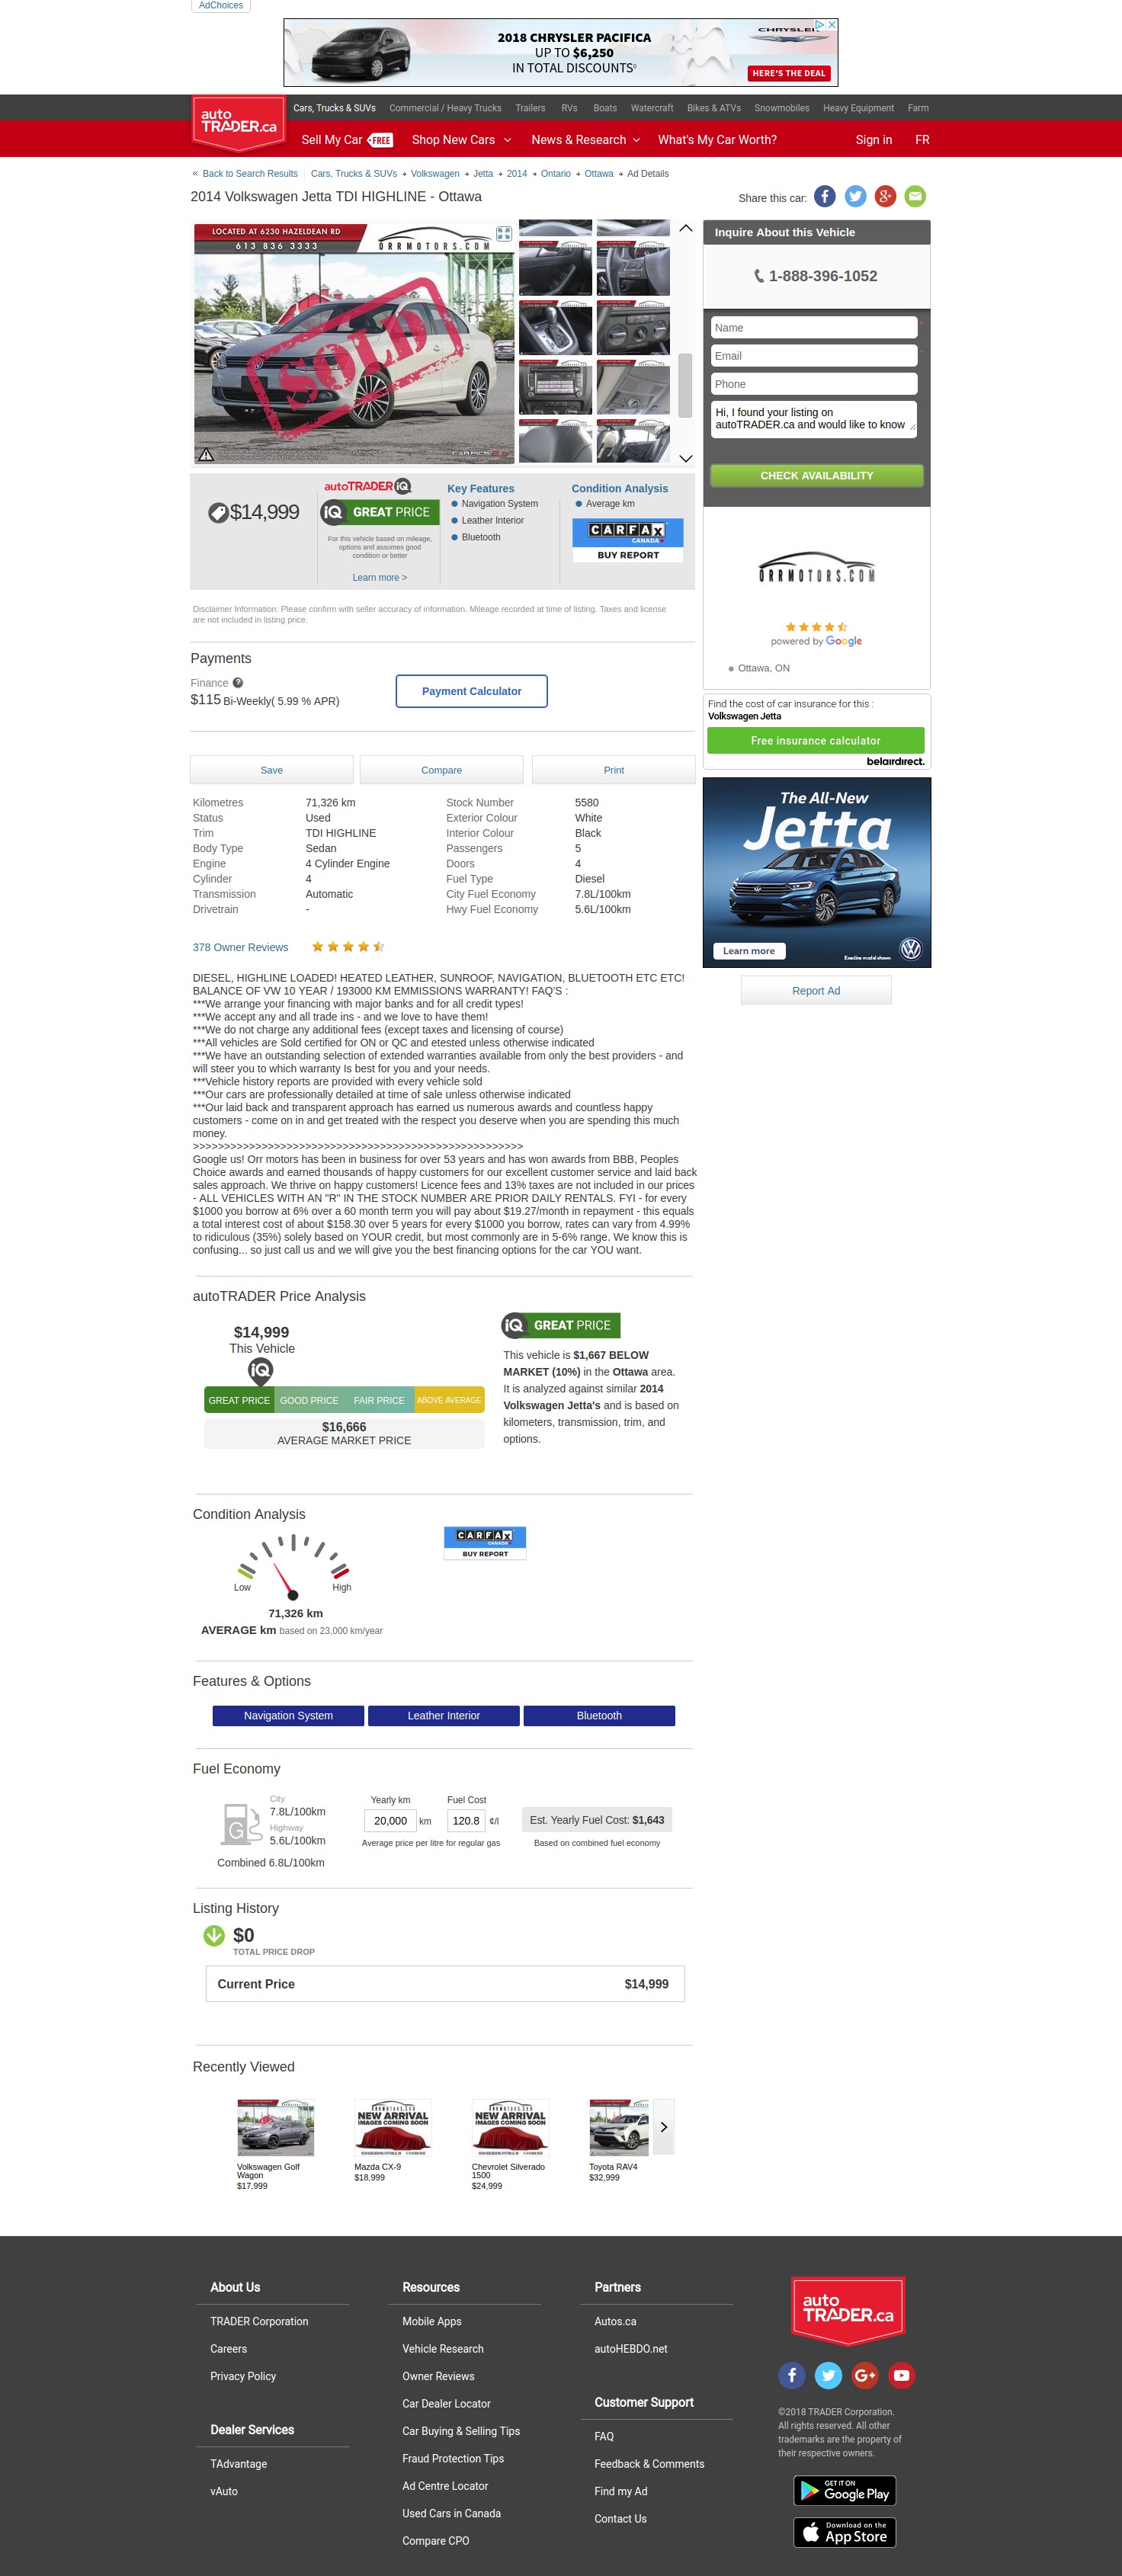 AdChoices
2018 CHRYSLER PACIFICA
UP TO $6,250
IN TOTAL DISCOUNTS◊
CHRYSLER
HERE'S THE DEAL
auto
TRADER.ca
Cars, Trucks & SUVs Commercial / Heavy Trucks Trailers RVs Boats Watercraft Bikes & ATVs Snowmobiles Heavy Equipment Farm
Sell My Car FREE Shop New Cars News & Research What's My Car Worth? Sign in FR
« Back to Search Results Cars, Trucks & SUVs Volkswagen Jetta 2014 Ontario Ottawa Ad Details
2014 Volkswagen Jetta TDI HIGHLINE - Ottawa
Share this car:
LOCATED AT 6230 HAZELDEAN RD
613 836 3333
ORRMOTORS.COM
SOLD
Inquire About this Vehicle
1-888-396-1052
Name
Email
Phone
Hi, I found your listing on
autoTRADER.ca and would like to know
CHECK AVAILABILITY
ORRMOTORS.COM
powered by Google
Ottawa, ON
$14,999
autoTRADER iQ
iQ GREAT PRICE
For this vehicle based on mileage,
options and assumes good
condition or better
Learn more >
Key Features
Navigation System
Leather Interior
Bluetooth
Condition Analysis
Average km
CARFAX
CANADA
BUY REPORT
Disclaimer Information: Please confirm with seller accuracy of information. Mileage recorded at time of listing. Taxes and license
are not included in listing price.
Payments
Finance ?
$115 Bi-Weekly( 5.99 % APR)
Payment Calculator
Find the cost of car insurance for this :
Volkswagen Jetta
Free insurance calculator
belairdirect.
The All-New
Jetta
Learn more
Execline model shown.
Report Ad
Save Compare Print
Kilometres 71,326 km Stock Number 5580
Status Used Exterior Colour White
Trim TDI HIGHLINE Interior Colour Black
Body Type Sedan Passengers 5
Engine 4 Cylinder Engine Doors 4
Cylinder 4 Fuel Type Diesel
Transmission Automatic City Fuel Economy 7.8L/100km
Drivetrain - Hwy Fuel Economy 5.6L/100km
378 Owner Reviews
DIESEL, HIGHLINE LOADED! HEATED LEATHER, SUNROOF, NAVIGATION, BLUETOOTH ETC ETC!
BALANCE OF VW 10 YEAR / 193000 KM EMMISIONS WARRANTY! FAQ'S :
***We arrange your financing with major banks and for all credit types!
***We accept any and all trade ins - and we love to have them!
***We do not charge any additional fees (except taxes and licensing of course)
***All vehicles are Sold certified for ON or QC and etested unless otherwise indicated
***We have an outstanding selection of extended warranties available from only the best providers - and
will steer you to which warranty Is best for you and your needs.
***Vehicle history reports are provided with every vehicle sold
***Our cars are professionally detailed at time of sale unless otherwise indicated
***Our laid back and transparent approach has earned us numerous awards and countless happy
customers - come on in and get treated with the respect you deserve when you are spending this much
money.
>>>>>>>>>>>>>>>>>>>>>>>>>>>>>>>>>>>>>>>>>>>>>>>>>>>>>
Google us! Orr motors has been in business for over 53 years and has won awards from BBB, Peoples
Choice awards and earned thousands of happy customers for our excellent customer service and laid back
sales approach. We thrive on happy customers! Licence fees and 13% taxes are not included in our prices
- ALL VEHICLES WITH AN "R" IN THE STOCK NUMBER ARE PRIOR DAILY RENTALS. FYI - for every
$1000 you borrow at 6% over a 60 month term you will pay about $19.27/month in repayment - this equals
a total interest cost of about $158.30 over 5 years for every $1000 you borrow, rates can vary from 4.99%
to ridiculous (35%) solely based on YOUR credit, but most commonly are in 5-6% range. We know this is
confusing... so just call us and we will give you the best financing options for the car YOU want.
autoTRADER Price Analysis
$14,999
This Vehicle
iQ
GREAT PRICE GOOD PRICE FAIR PRICE ABOVE AVERAGE
$16,666
AVERAGE MARKET PRICE
iQ GREAT PRICE
This vehicle is $1,667 BELOW
MARKET (10%) in the Ottawa area.
It is analyzed against similar 2014
Volkswagen Jetta's and is based on
kilometers, transmission, trim, and
options.
Condition Analysis
Low High
71,326 km
AVERAGE km based on 23,000 km/year
CARFAX
CANADA
BUY REPORT
Features & Options
Navigation System Leather Interior Bluetooth
Fuel Economy
City
7.8L/100km
Highway
5.6L/100km
Combined 6.8L/100km
Yearly km Fuel Cost
20,000 km 120.8 ¢/l
Average price per litre for regular gas
Est. Yearly Fuel Cost: $1,643
Based on combined fuel economy
Listing History
$0
TOTAL PRICE DROP
Current Price $14,999
Recently Viewed
NEW ARRIVAL
IMAGES COMING SOON
NEW ARRIVAL
IMAGES COMING SOON
Volkswagen Golf
Wagon
$17,999
Mazda CX-9
$18,999
Chevrolet Silverado
1500
$24,999
Toyota RAV4
$32,999
About Us
TRADER Corporation
Careers
Privacy Policy
Dealer Services
TAdvantage
vAuto
Resources
Mobile Apps
Vehicle Research
Owner Reviews
Car Dealer Locator
Car Buying & Selling Tips
Fraud Protection Tips
Ad Centre Locator
Used Cars in Canada
Compare CPO
Partners
Autos.ca
autoHEBDO.net
Customer Support
FAQ
Feedback & Comments
Find my Ad
Contact Us
auto
TRADER.ca
©2018 TRADER Corporation.
All rights reserved. All other
trademarks are the property of
their respective owners.
GET IT ON
Google Play
Download on the
App Store